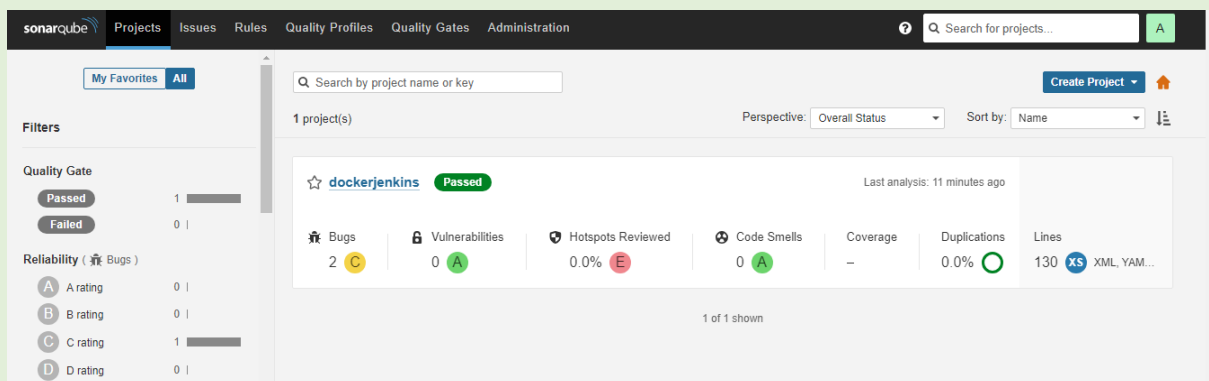 sonarqube Projects Issues Rules Quality Profiles Quality Gates Administration ? Search for projects... A
My Favorites All
Search by project name or key
Create Project
1 project(s)
Perspective: Overall Status
Sort by: Name
Filters
Quality Gate
Passed 1
Failed 0
Reliability ( Bugs )
A A rating 0
B B rating 0
C C rating 1
D D rating 0
dockerjenkins Passed
Last analysis: 11 minutes ago
Bugs Vulnerabilities Hotspots Reviewed Code Smells Coverage Duplications Lines
2 C 0 A 0.0% E 0 A – 0.0% 130 XS XML, YAM...
1 of 1 shown